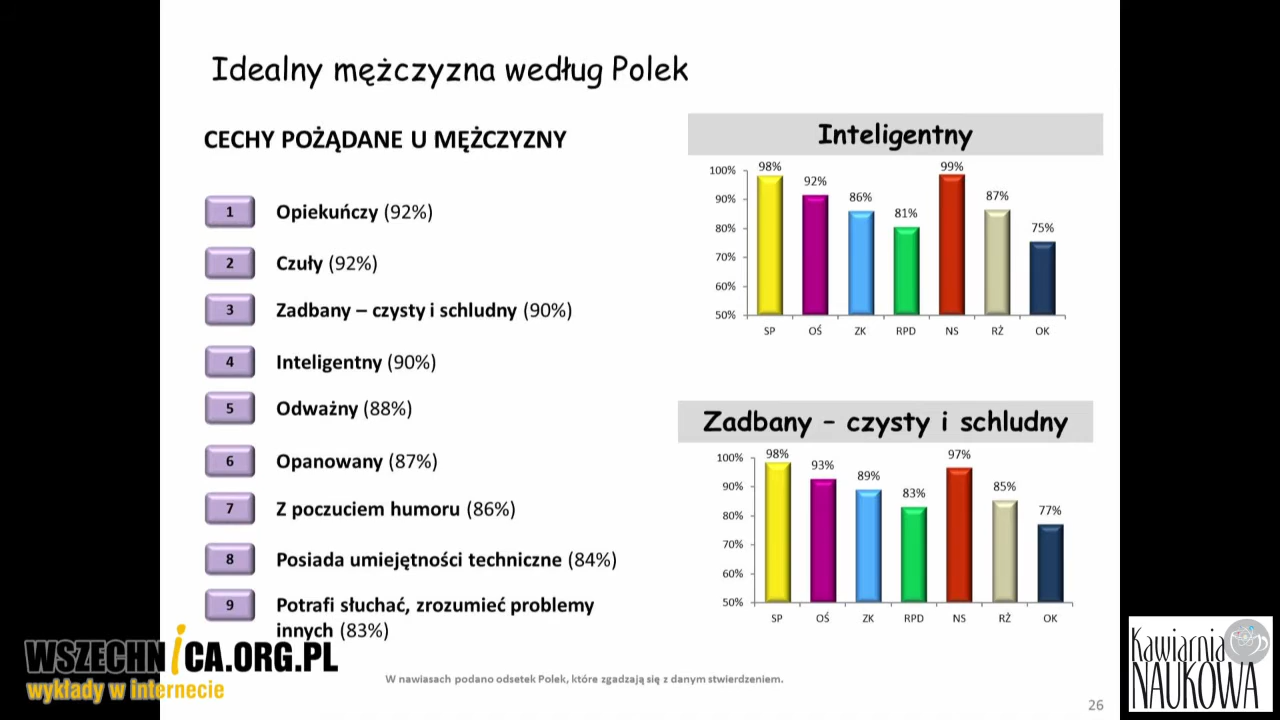 Idealny mężczyzna według Polek
CECHY POŻĄDANE U MĘŻCZYZNY
1 Opiekuńczy (92%)
2 Czuły (92%)
3 Zadbany – czysty i schludny (90%)
4 Inteligentny (90%)
5 Odważny (88%)
6 Opanowany (87%)
7 Z poczuciem humoru (86%)
8 Posiada umiejętności techniczne (84%)
9 Potrafi słuchać, zrozumieć problemy
innych (83%)
Inteligentny
98% 92% 86% 81% 99% 87% 75%
100%
90%
80%
70%
60%
50%
SP OŚ ZK RPD NS RŻ OK
Zadbany – czysty i schludny
98% 93% 89% 83% 97% 85% 77%
100%
90%
80%
70%
60%
50%
SP OŚ ZK RPD NS RŻ OK
W nawiasach podano odsetek Polek, które zgadzają się z danym stwierdzeniem.
26
WSZECHNiCA.ORG.PL
wykłady w internecie
Kawiarnia
NAUKOWA